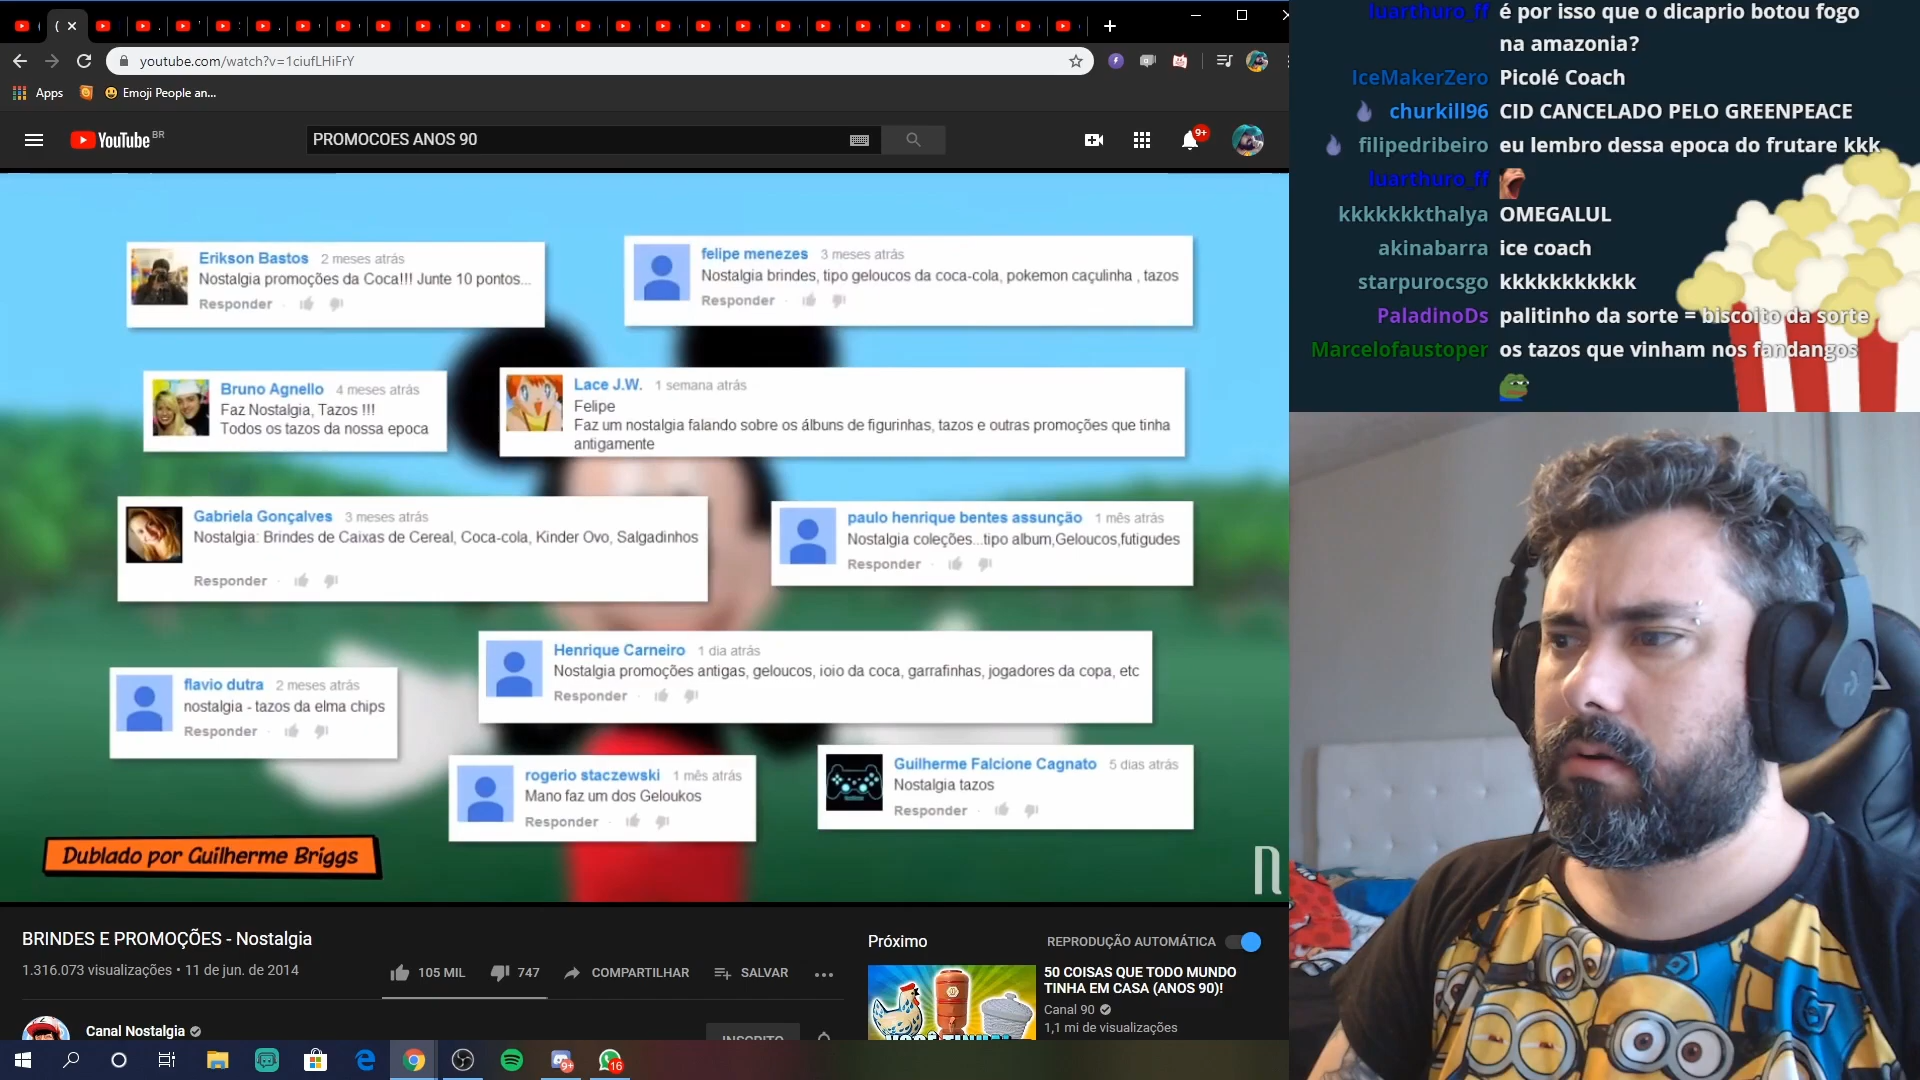 youtube.com/watch?v=1ciufLHiFrY
Apps
Emoji People an...
YouTube BR
PROMOCOES ANOS 90
9+
Erikson Bastos 2 meses atrás
Nostalgia promoções da Coca!!! Junte 10 pontos...
Responder
felipe menezes 3 meses atrás
Nostalgia brindes, tipo geloucos da coca-cola, pokemon caçulinha , tazos
Responder
Bruno Agnello 4 meses atrás
Faz Nostalgia, Tazos !!!
Todos os tazos da nossa epoca
Lace J.W. 1 semana atrás
Felipe
Faz um nostalgia falando sobre os álbuns de figurinhas, tazos e outras promoções que tinha
antigamente
Gabriela Gonçalves 3 meses atrás
Nostalgia: Brindes de Caixas de Cereal, Coca-cola, Kinder Ovo, Salgadinhos
Responder
paulo henrique bentes assunção 1 mês atrás
Nostalgia coleções...tipo album,Geloucos,futigudes
Responder
Henrique Carneiro 1 dia atrás
Nostalgia promoções antigas, geloucos, ioio da coca, garrafinhas, jogadores da copa, etc
Responder
flavio dutra 2 meses atrás
nostalgia - tazos da elma chips
Responder
rogerio staczewski 1 mês atrás
Mano faz um dos Geloukos
Responder
Guilherme Falcione Cagnato 5 dias atrás
Nostalgia tazos
Responder
Dublado por Guilherme Briggs
BRINDES E PROMOÇÕES - Nostalgia
1.316.073 visualizações • 11 de jun. de 2014
105 MIL
747
COMPARTILHAR
SALVAR
Canal Nostalgia
INSCRITO
Próximo
REPRODUÇÃO AUTOMÁTICA
50 COISAS QUE TODO MUNDO
TINHA EM CASA (ANOS 90)!
Canal 90
1,1 mi de visualizações
9+
16
luarthuro_ff é por isso que o dicaprio botou fogo
na amazonia?
IceMakerZero Picolé Coach
churkill96 CID CANCELADO PELO GREENPEACE
filipedribeiro eu lembro dessa epoca do frutare kkk
luarthuro_ff
kkkkkkkthalya OMEGALUL
akinabarra ice coach
starpurocsgo kkkkkkkkkkk
PaladinoDs palitinho da sorte = biscoito da sorte
Marcelofaustoper os tazos que vinham nos fandangos